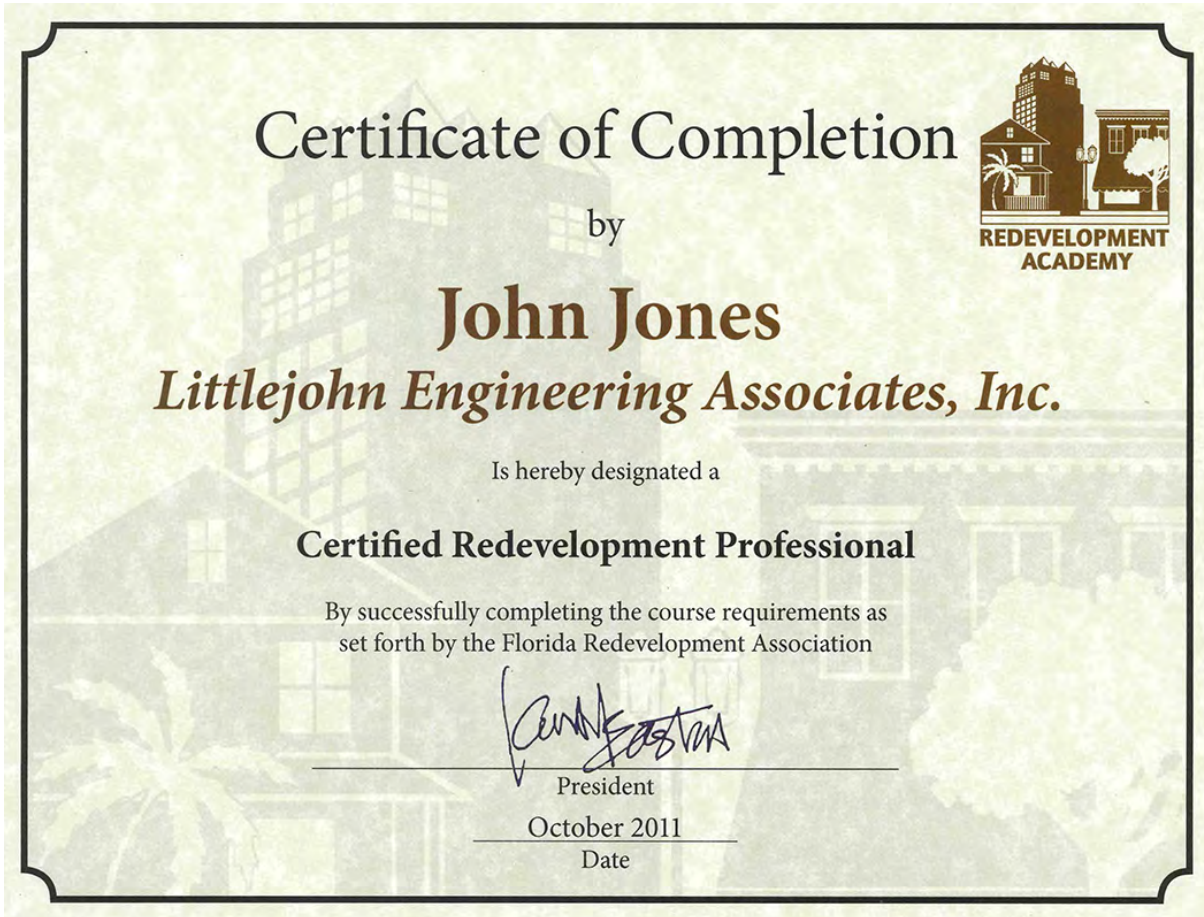 Certificate of Completion
by
REDEVELOPMENT
ACADEMY
John Jones
Littlejohn Engineering Associates, Inc.
Is hereby designated a
Certified Redevelopment Professional
By successfully completing the course requirements as
set forth by the Florida Redevelopment Association
President
October 2011
Date